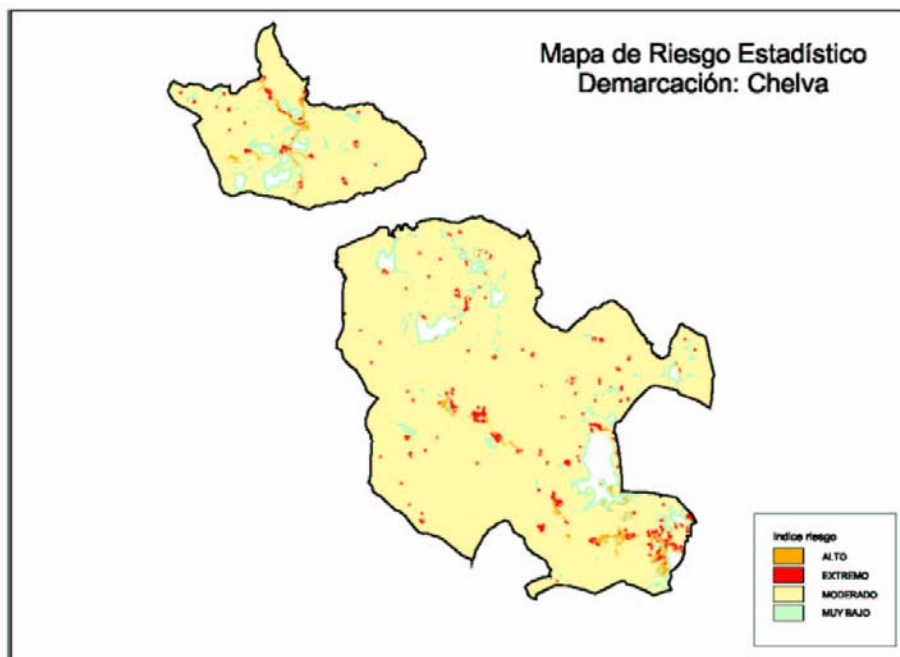 Mapa de Riesgo Estadístico
Demarcación: Chelva
Indice riesgo
ALTO
EXTREMO
MODERADO
MUY BAJO